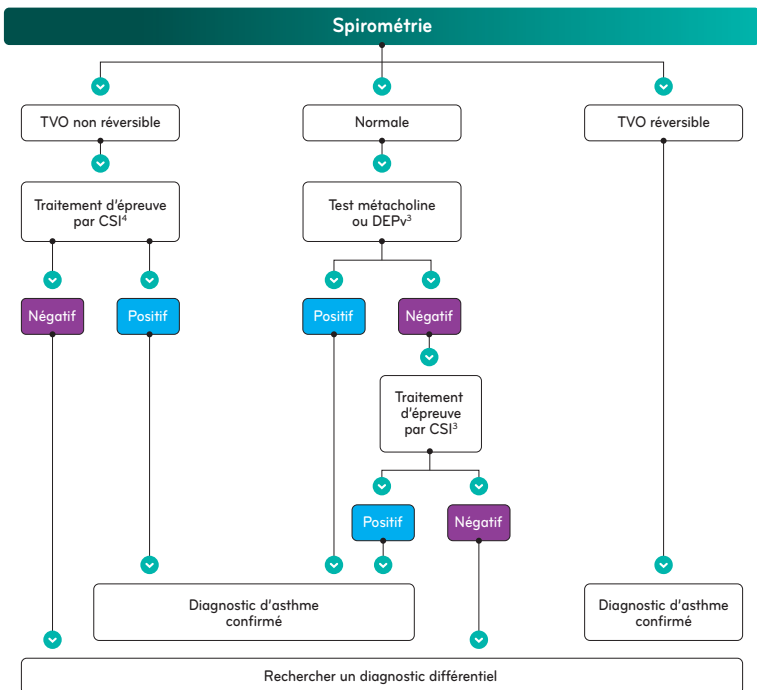 Spirométrie
TVO non réversible
Normale
TVO réversible
Traitement d'épreuve
par CSI⁴
Test métacholine
ou DEPv³
Négatif
Positif
Positif
Négatif
Traitement
d'épreuve
par CSI³
Positif
Négatif
Diagnostic d'asthme
confirmé
Diagnostic d'asthme
confirmé
Rechercher un diagnostic différentiel